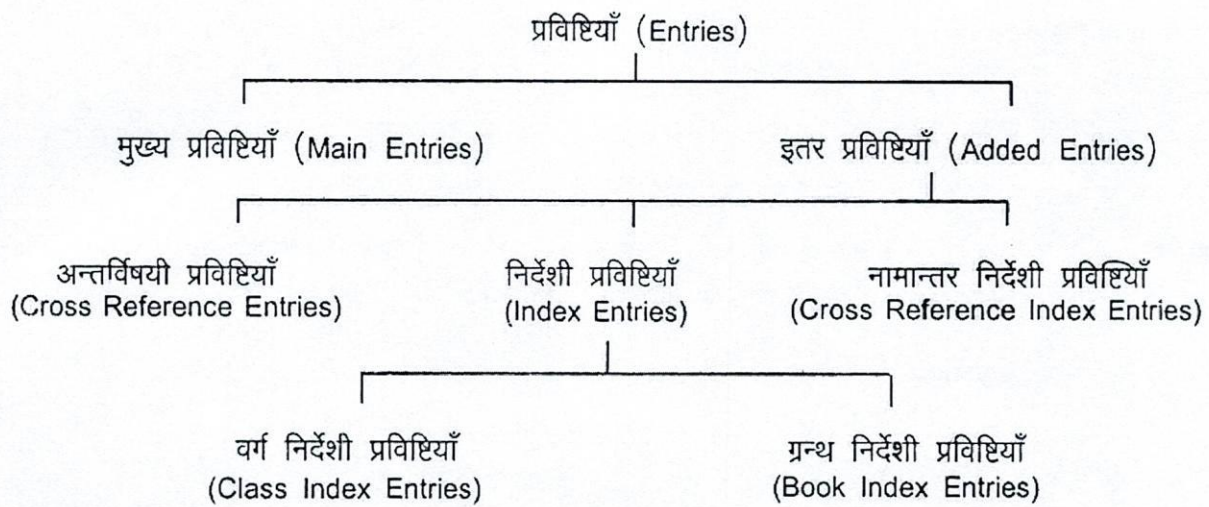 प्रविष्टियाँ (Entries)
मुख्य प्रविष्टियाँ (Main Entries) इतर प्रविष्टियाँ (Added Entries)
अन्तर्विषयी प्रविष्टियाँ निर्देशी प्रविष्टियाँ नामान्तर निर्देशी प्रविष्टियाँ
(Cross Reference Entries) (Index Entries) (Cross Reference Index Entries)
वर्ग निर्देशी प्रविष्टियाँ ग्रन्थ निर्देशी प्रविष्टियाँ
(Class Index Entries) (Book Index Entries)